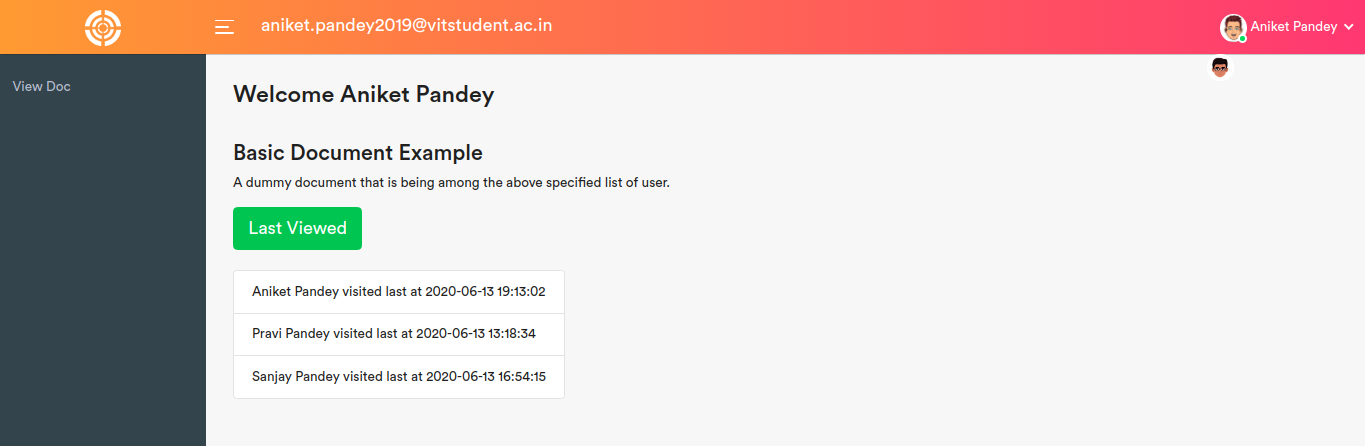 aniket.pandey2019@vitstudent.ac.in
Aniket Pandey
View Doc
Welcome Aniket Pandey
Basic Document Example
A dummy document that is being among the above specified list of user.
Last Viewed
Aniket Pandey visited last at 2020-06-13 19:13:02
Pravi Pandey visited last at 2020-06-13 13:18:34
Sanjay Pandey visited last at 2020-06-13 16:54:15